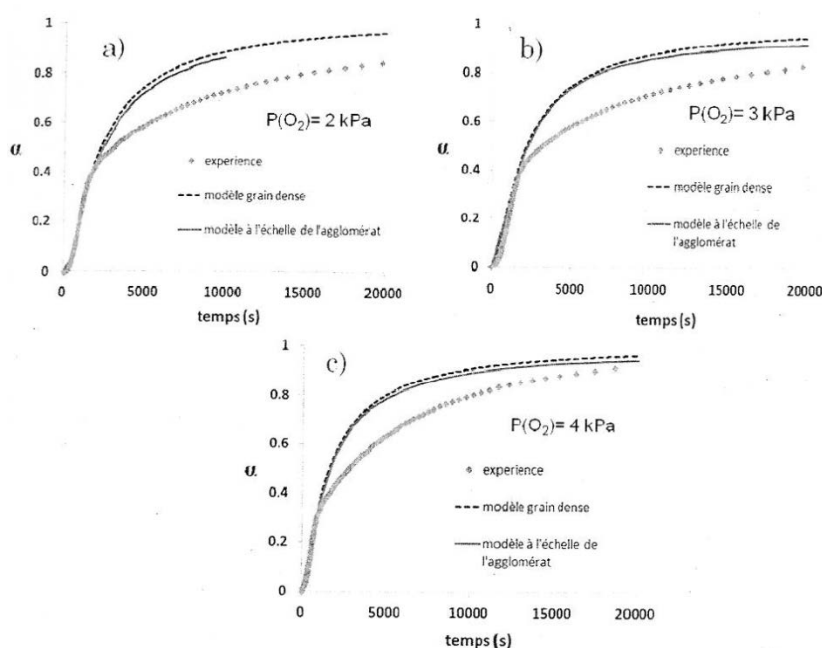 1
a)
0.8
P(O₂)= 2 kPa
0.6
α
experience
0.4
modèle grain dense
0.2
modèle à l'échelle de l'agglomérat
0
0 5000 10000 15000 20000
temps (s)
1
b)
0.8
P(O₂)= 3 kPa
0.6
α
experience
0.4
modèle grain dense
0.2
modèle à l'échelle de
l'agglomérat
0
0 5000 10000 15000 20000
temps (s)
1
c)
0.8
P(O₂)= 4 kPa
0.6
α
experience
0.4
modèle grain dense
0.2
modèle à l'échelle de
l'agglomérat
0
0 5000 10000 15000 20000
temps (s)